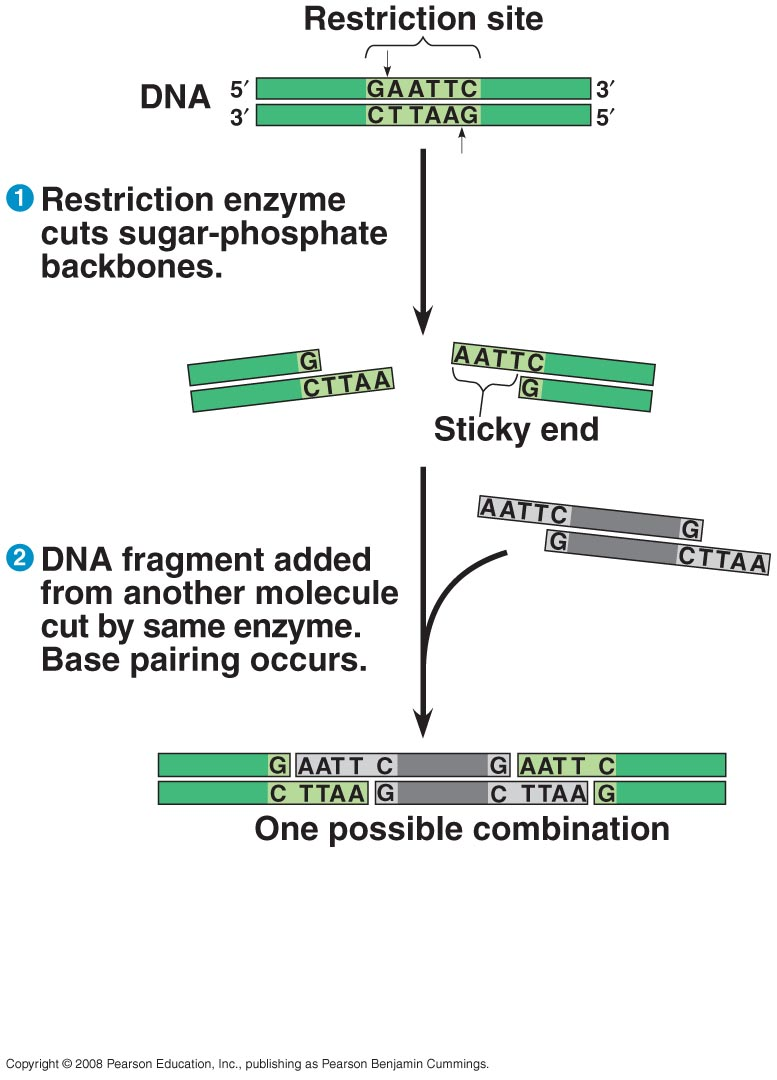 Restriction site
DNA 5′ GAATTC 3′
3′ CTTAAG 5′
1 Restriction enzyme
cuts sugar-phosphate
backbones.
G AATTC
CTTAA G
Sticky end
AATTC G
G CTTAA
2 DNA fragment added
from another molecule
cut by same enzyme.
Base pairing occurs.
G AATT C G AATT C
C TTAA G C TTAA G
One possible combination
Copyright © 2008 Pearson Education, Inc., publishing as Pearson Benjamin Cummings.